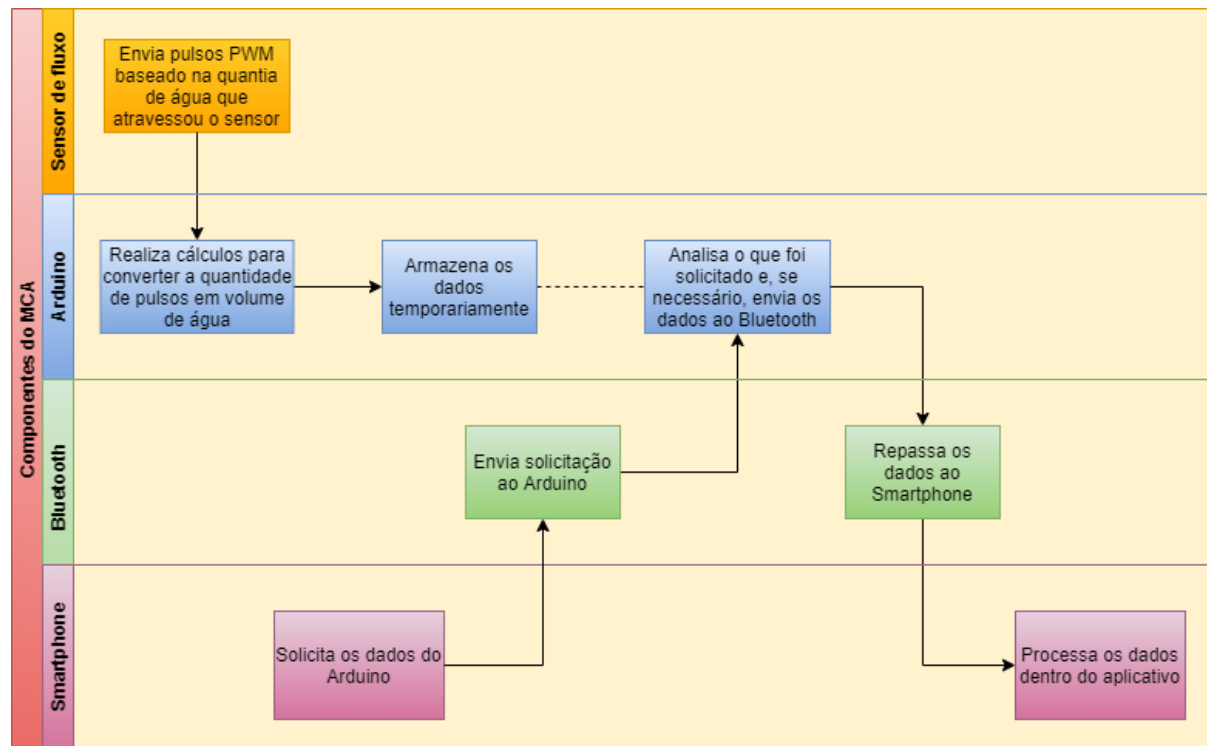 Componentes do MCA
Sensor de fluxo
Envia pulsos PWM
baseado na quantia
de água que
atravessou o sensor
Arduino
Realiza cálculos para
converter a quantidade
de pulsos em volume
de água
Armazena os
dados
temporariamente
Analisa o que foi
solicitado e, se
necessário, envia os
dados ao Bluetooth
Bluetooth
Envia solicitação
ao Arduino
Repassa os
dados ao
Smartphone
Smartphone
Solicita os dados do
Arduino
Processa os dados
dentro do aplicativo